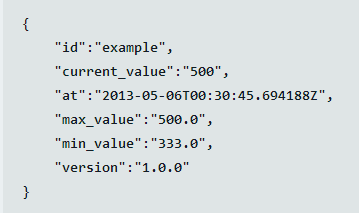 {
    "id":"example",
    "current_value":"500",
    "at":"2013-05-06T00:30:45.694188Z",
    "max_value":"500.0",
    "min_value":"333.0",
    "version":"1.0.0"
}